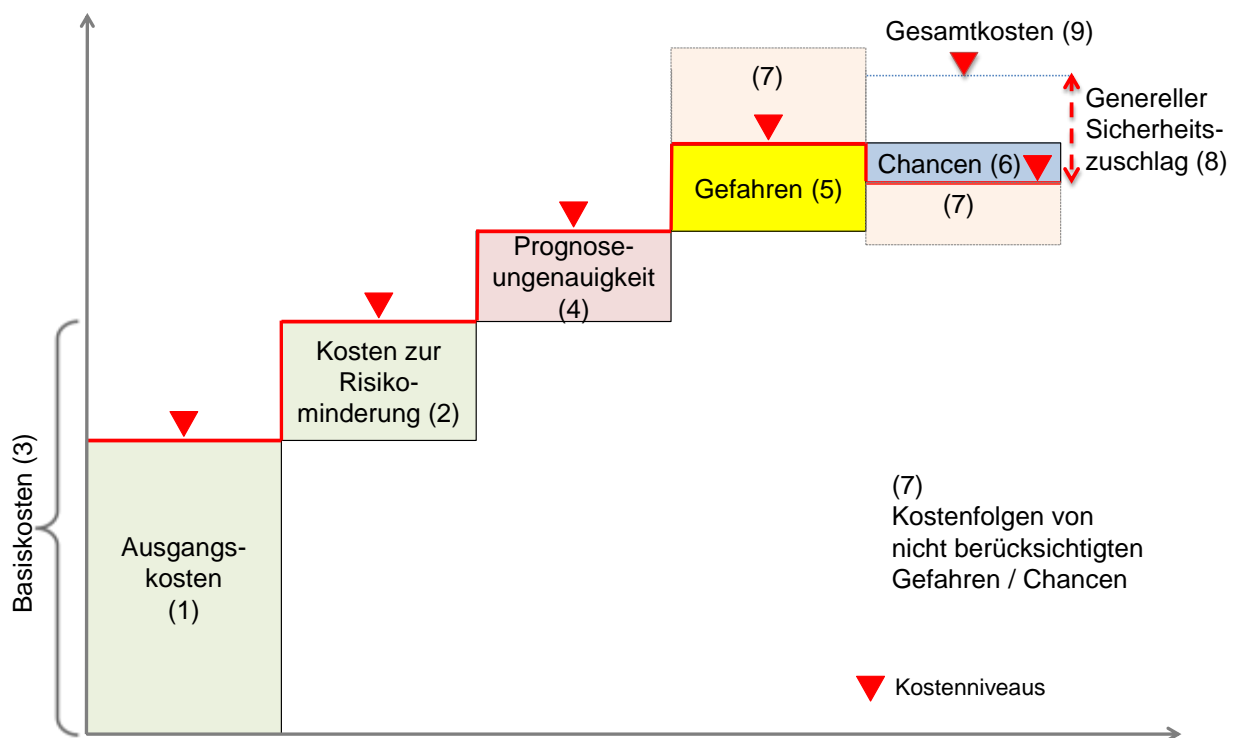 Gesamtkosten (9)
(7)
Genereller
Sicherheits-
zuschlag (8)
Chancen (6)
(7)
Gefahren (5)
Prognose-
ungenauigkeit
(4)
Kosten zur
Risiko-
minderung (2)
Basiskosten (3)
Ausgangs-
kosten
(1)
(7)
Kostenfolgen von
nicht berücksichtigten
Gefahren / Chancen
Kostenniveaus